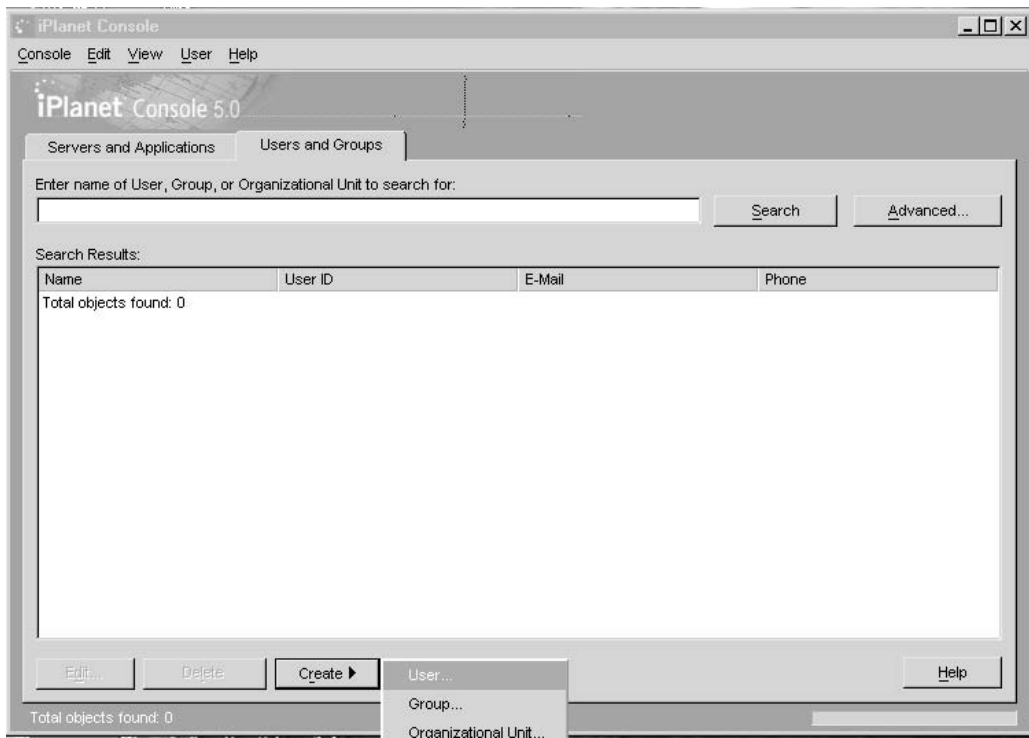 iPlanet Console
Console Edit View User Help
iPlanet Console 5.0
Servers and Applications Users and Groups
Enter name of User, Group, or Organizational Unit to search for:
Search Advanced...
Search Results:
Name User ID E-Mail Phone
Total objects found: 0
Edit... Delete Create User... Help
Group...
Total objects found: 0
Organizational Unit...